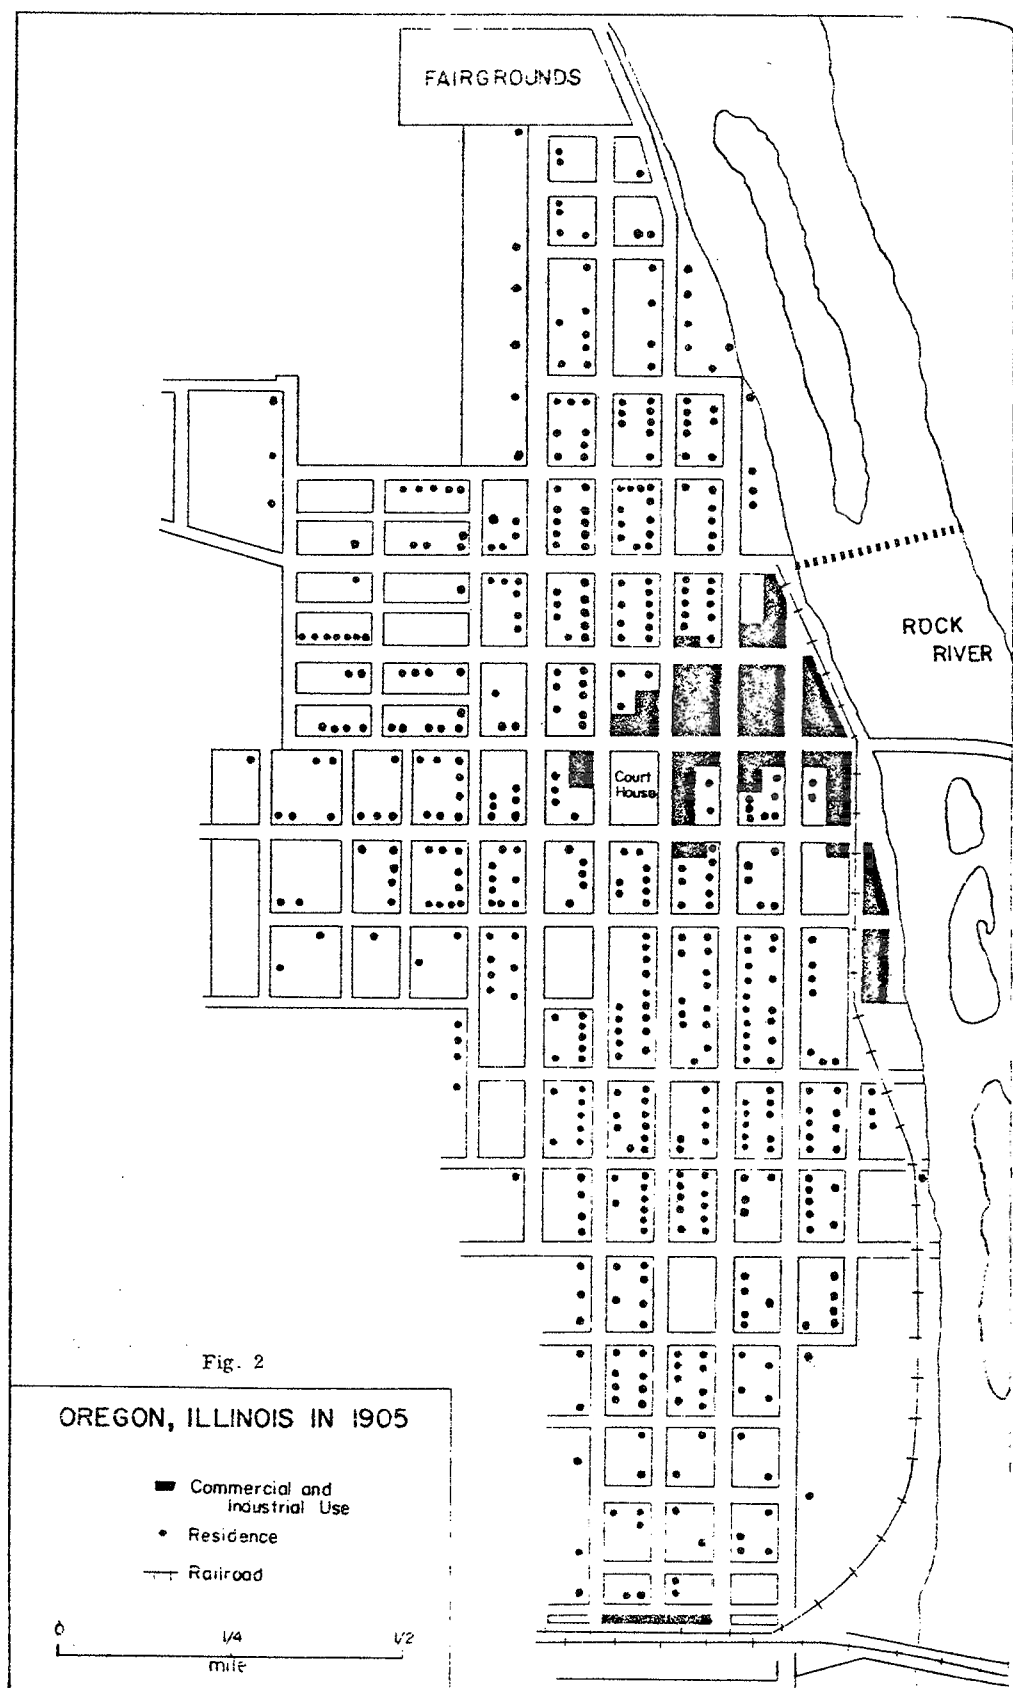 FAIRGROUNDS
ROCK
RIVER
Court
House
Fig. 2
OREGON, ILLINOIS IN 1905
Commercial and
Industrial Use
Residence
Railroad
0 1/4 1/2
mile